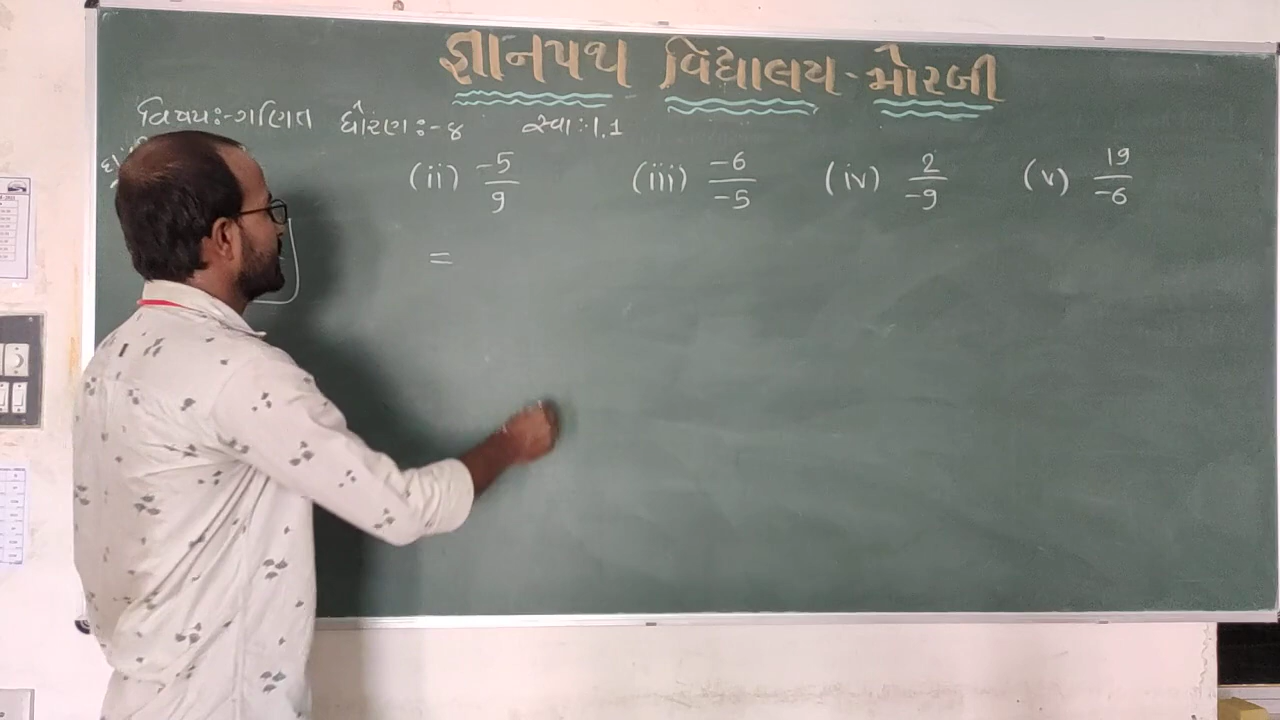 જ્ઞાનપથ વિદ્યાલય - મોરબી
વિષય:-ગણિત ધોરણ:-૪ સ્વા:1.1
(ii) -5/9 (iii) -6/-5 (iv) 2/-9 (v) 19/-6
=